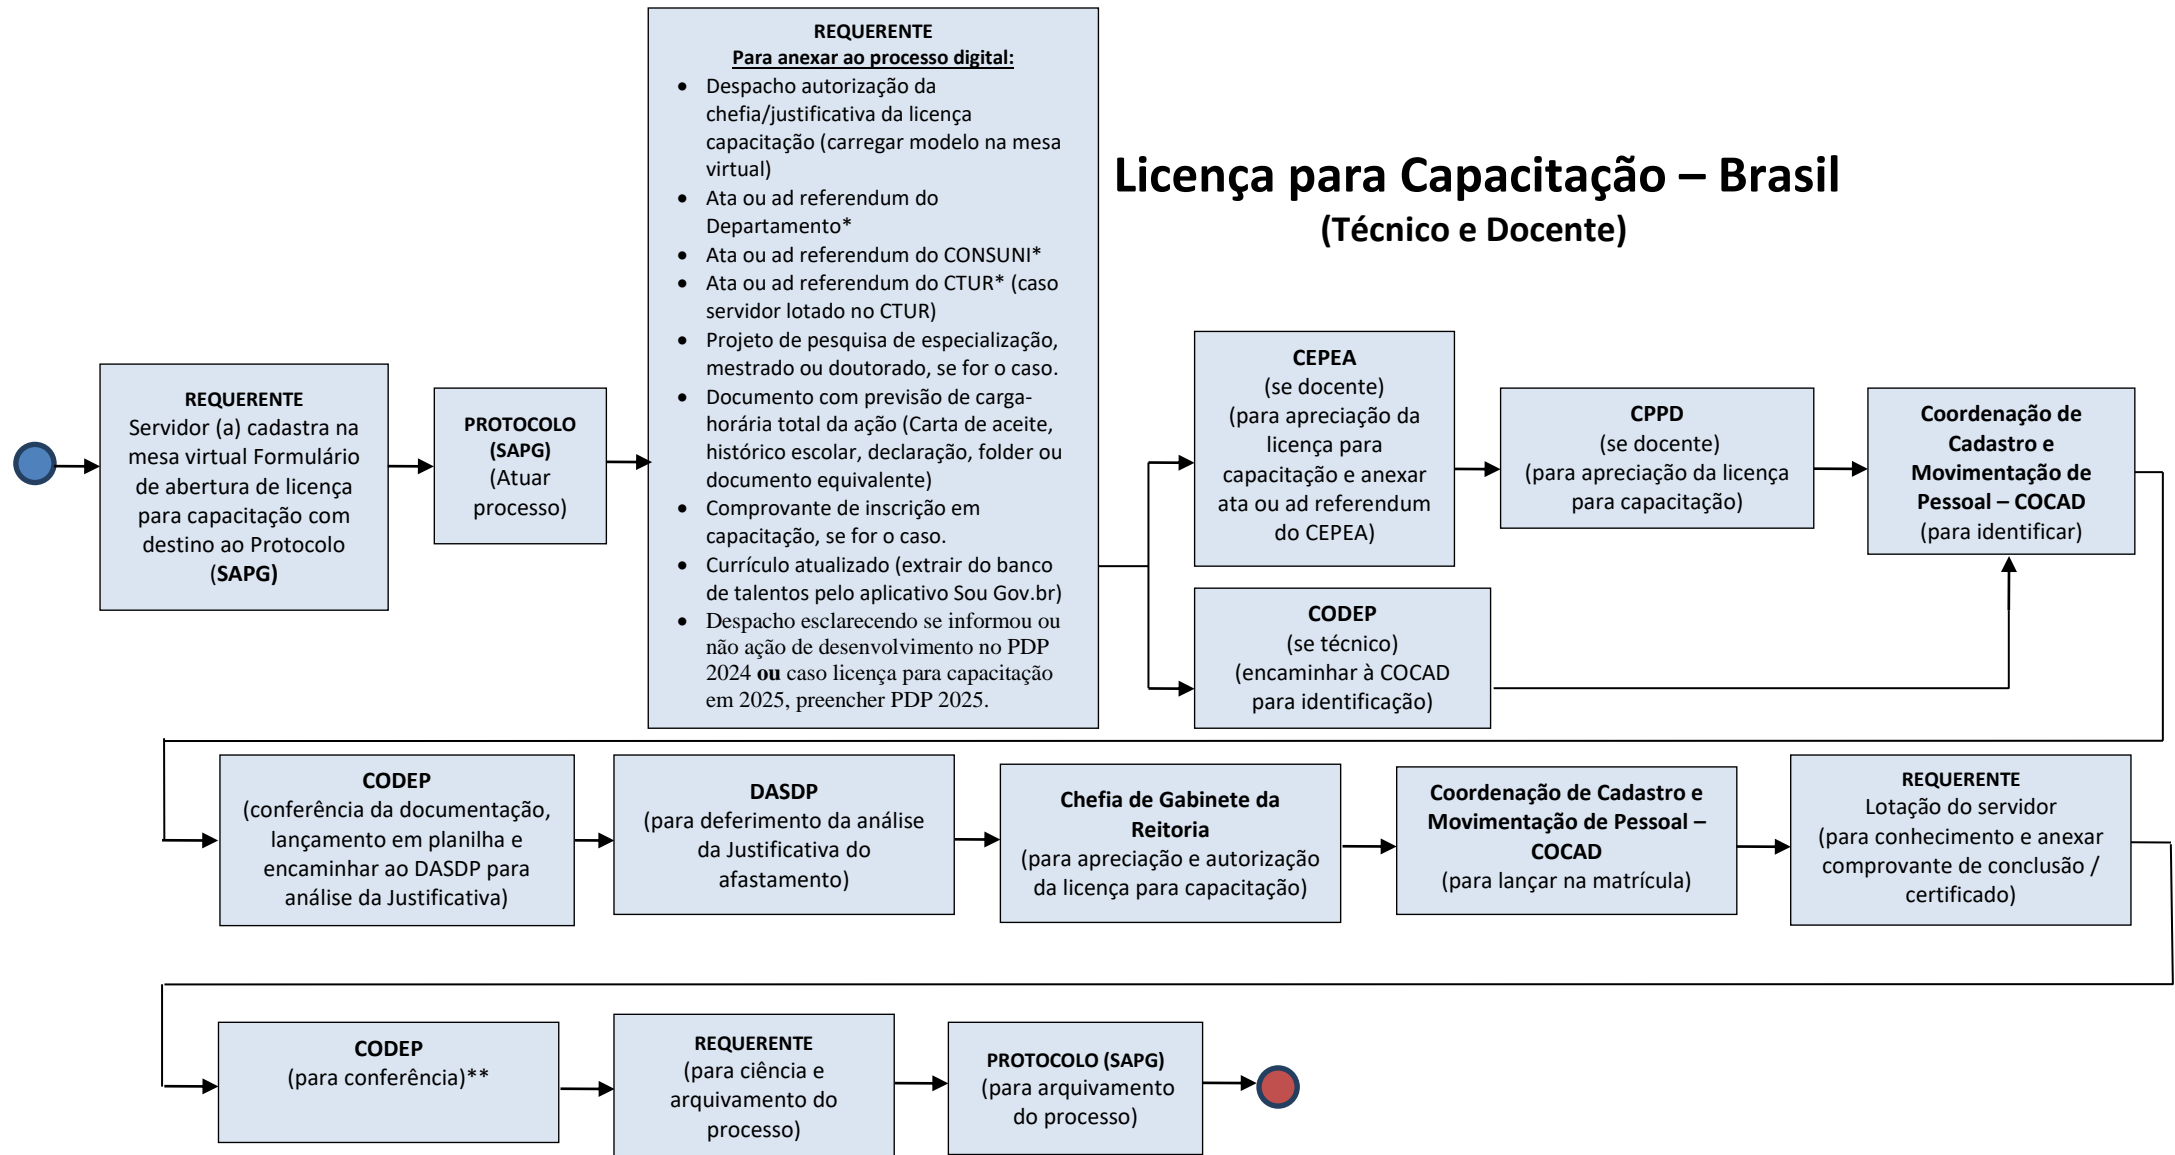 REQUERENTE
Para anexar ao processo digital:
• Despacho autorização da
chefia/justificativa da licença
capacitação (carregar modelo na mesa
virtual)
• Ata ou ad referendum do
Departamento*
• Ata ou ad referendum do CONSUNI*
• Ata ou ad referendum do CTUR* (caso
servidor lotado no CTUR)
• Projeto de pesquisa de especialização,
mestrado ou doutorado, se for o caso.
• Documento com previsão de carga-
horária total da ação (Carta de aceite,
histórico escolar, declaração, folder ou
documento equivalente)
• Comprovante de inscrição em
capacitação, se for o caso.
• Currículo atualizado (extrair do banco
de talentos pelo aplicativo Sou Gov.br)
• Despacho esclarecendo se informou ou
não ação de desenvolvimento no PDP
2024 ou caso licença para capacitação
em 2025, preencher PDP 2025.
Licença para Capacitação – Brasil
(Técnico e Docente)
REQUERENTE
Servidor (a) cadastra na
mesa virtual Formulário
de abertura de licença
para capacitação com
destino ao Protocolo
(SAPG)
PROTOCOLO
(SAPG)
(Atuar
processo)
CEPEA
(se docente)
(para apreciação da
licença para
capacitação e anexar
ata ou ad referendum
do CEPEA)
CPPD
(se docente)
(para apreciação da licença
para capacitação)
Coordenação de
Cadastro e
Movimentação de
Pessoal – COCAD
(para identificar)
CODEP
(se técnico)
(encaminhar à COCAD
para identificação)
CODEP
(conferência da documentação,
lançamento em planilha e
encaminhar ao DASDP para
análise da Justificativa)
DASDP
(para deferimento da análise
da Justificativa do
afastamento)
Chefia de Gabinete da
Reitoria
(para apreciação e autorização
da licença para capacitação)
Coordenação de Cadastro e
Movimentação de Pessoal –
COCAD
(para lançar na matrícula)
REQUERENTE
Lotação do servidor
(para conhecimento e anexar
comprovante de conclusão /
certificado)
CODEP
(para conferência)**
REQUERENTE
(para ciência e
arquivamento do
processo)
PROTOCOLO (SAPG)
(para arquivamento
do processo)